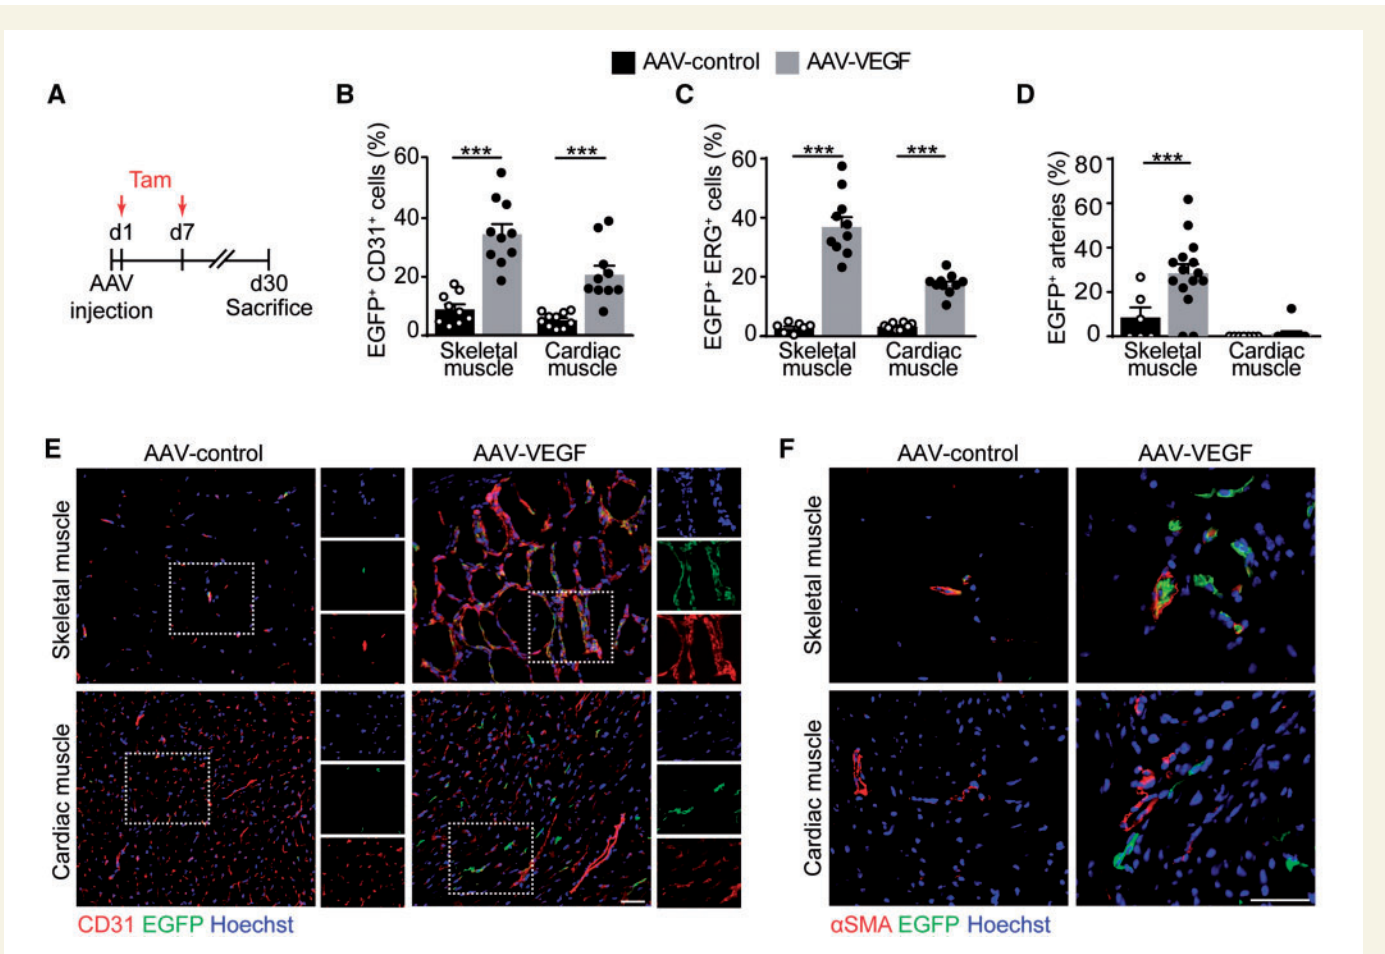 AAV-control AAV-VEGF
A
Tam
d1 d7
AAV
injection
d30
Sacrifice
B
EGFP⁺ CD31⁺ cells (%)
60
40
20
0
***
***
Skeletal
muscle
Cardiac
muscle
C
EGFP⁺ ERG⁺ cells (%)
60
40
20
0
***
***
Skeletal
muscle
Cardiac
muscle
D
EGFP⁺ arteries (%)
80
60
40
20
0
***
Skeletal
muscle
Cardiac
muscle
E
AAV-control AAV-VEGF
Skeletal muscle
Cardiac muscle
CD31 EGFP Hoechst
F
AAV-control AAV-VEGF
Skeletal muscle
Cardiac muscle
αSMA EGFP Hoechst